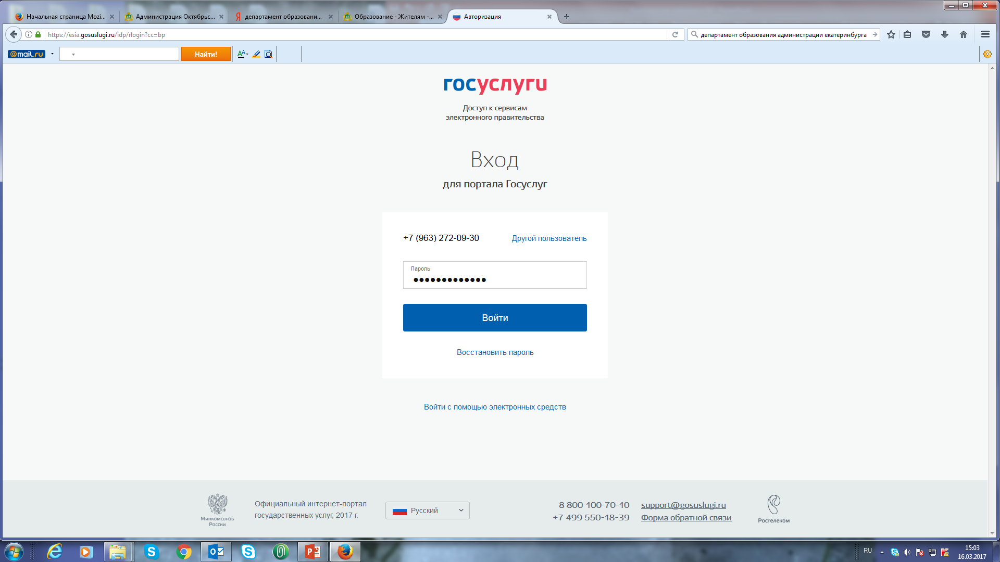 Начальная страница Mozi...
Администрация Октябрьс...
департамент образовани...
Образование - Жителям -...
Авторизация
https://esia.gosuslugi.ru/idp/rlogin?cc=bp
департамент образования администрации екатеринбурга
@mail.ru
Найти!
госуслуги
Доступ к сервисам
электронного правительства
Вход
для портала Госуслуг
+7 (963) 272-09-30
Другой пользователь
Пароль
Войти
Восстановить пароль
Войти с помощью электронных средств
Минкомсвязь
России
Официальный интернет-портал
государственных услуг, 2017 г.
Русский
8 800 100-70-10
+7 499 550-18-39
support@gosuslugi.ru
Форма обратной связи
Ростелеком
RU
15:03
16.03.2017